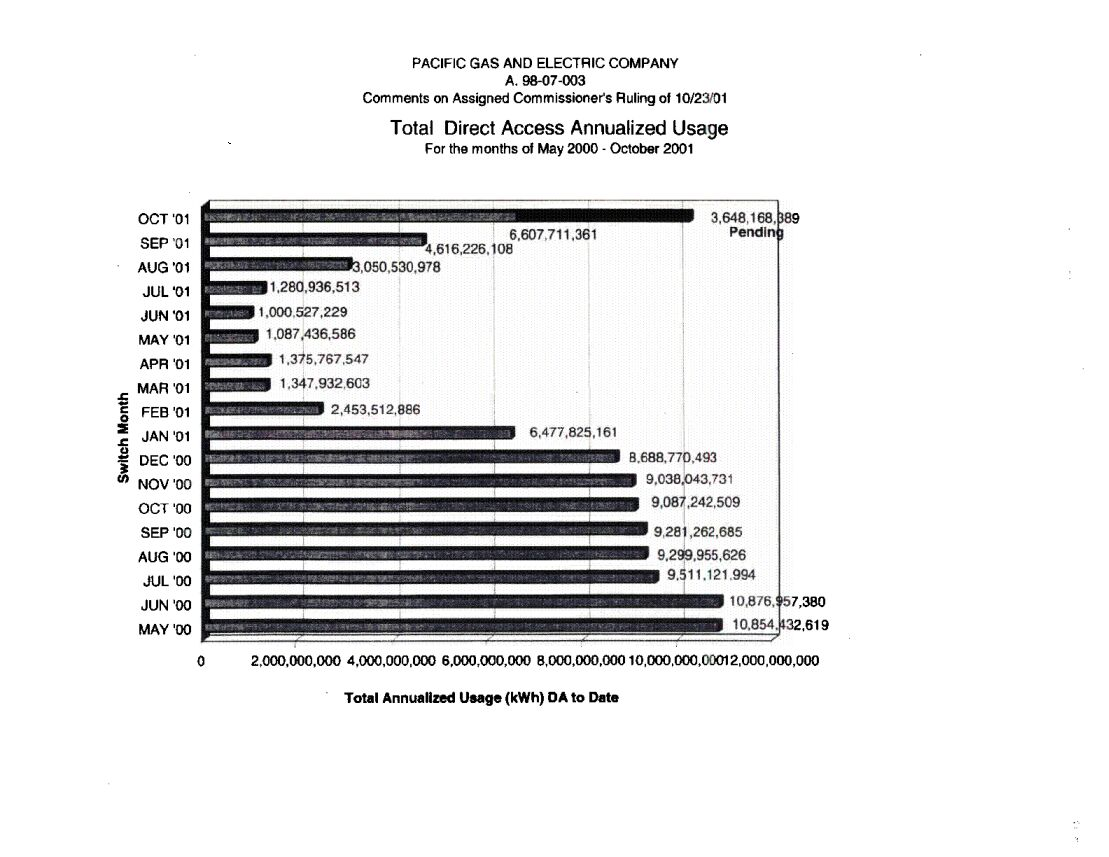 PACIFIC GAS AND ELECTRIC COMPANY
A. 98-07-003
Comments on Assigned Commissioner's Ruling of 10/23/01
Total Direct Access Annualized Usage
For the months of May 2000 - October 2001
OCT '01 3,648,168,389
Pending
6,607,711,361
SEP '01 4,616,226,108
AUG '01 3,050,530,978
JUL '01 1,280,936,513
JUN '01 1,000,527,229
MAY '01 1,087,436,586
APR '01 1,375,767,547
MAR '01 1,347,932,603
FEB '01 2,453,512,886
JAN '01 6,477,825,161
DEC '00 8,688,770,493
NOV '00 9,038,043,731
OCT '00 9,087,242,509
SEP '00 9,281,262,685
AUG '00 9,299,955,626
JUL '00 9,511,121,994
JUN '00 10,876,957,380
MAY '00 10,854,432,619
Switch Month
0 2,000,000,000 4,000,000,000 6,000,000,000 8,000,000,000 10,000,000,000 12,000,000,000
Total Annualized Usage (kWh) DA to Date